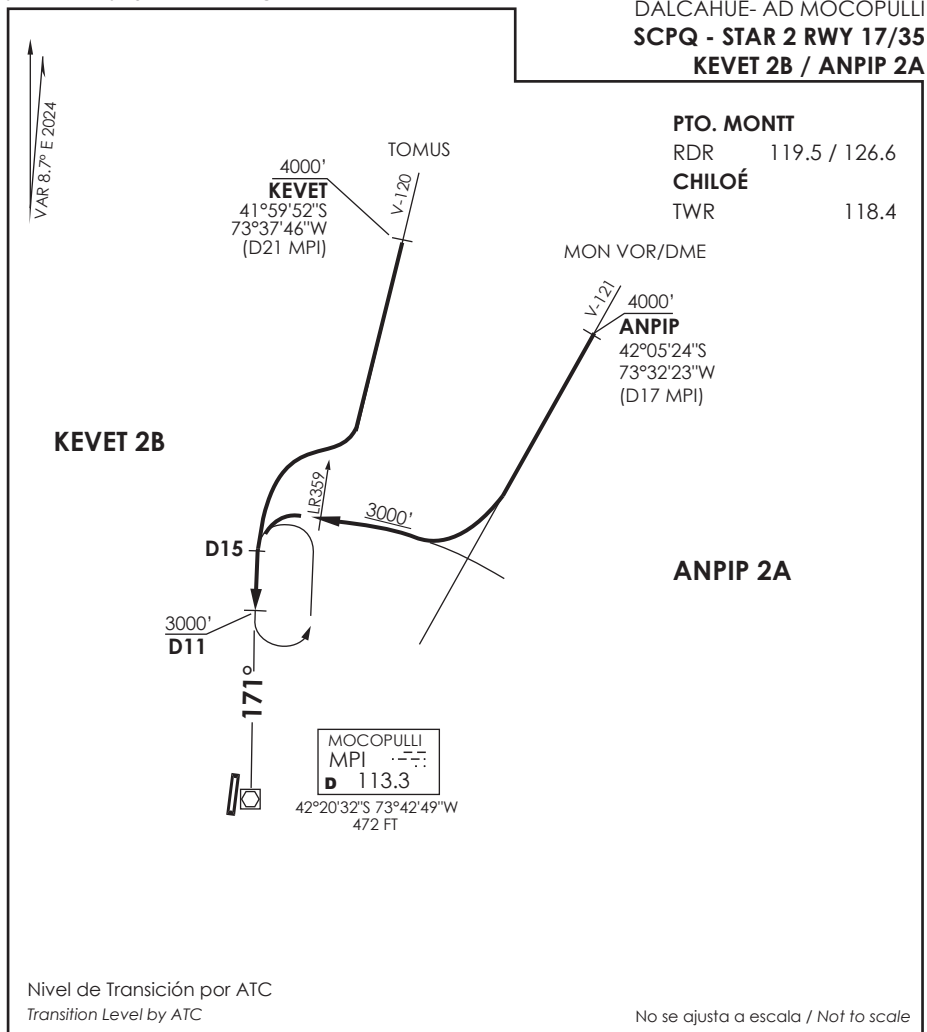 DALCAHUE- AD MOCOPULLI
SCPQ - STAR 2 RWY 17/35
KEVET 2B / ANPIP 2A
VAR 8.7º E 2024
PTO. MONTT
RDR 119.5 / 126.6
CHILOÉ
TWR 118.4
TOMUS
V-120
4000'
KEVET
41°59'52"S
73°37'46"W
(D21 MPI)
MON VOR/DME
V-121
4000'
ANPIP
42°05'24"S
73°32'23"W
(D17 MPI)
KEVET 2B
LR359
3000'
D15
ANPIP 2A
3000'
D11
171°
MOCOPULLI
MPI
D 113.3
42°20'32"S 73°42'49"W
472 FT
Nivel de Transición por ATC
Transition Level by ATC
No se ajusta a escala / Not to scale